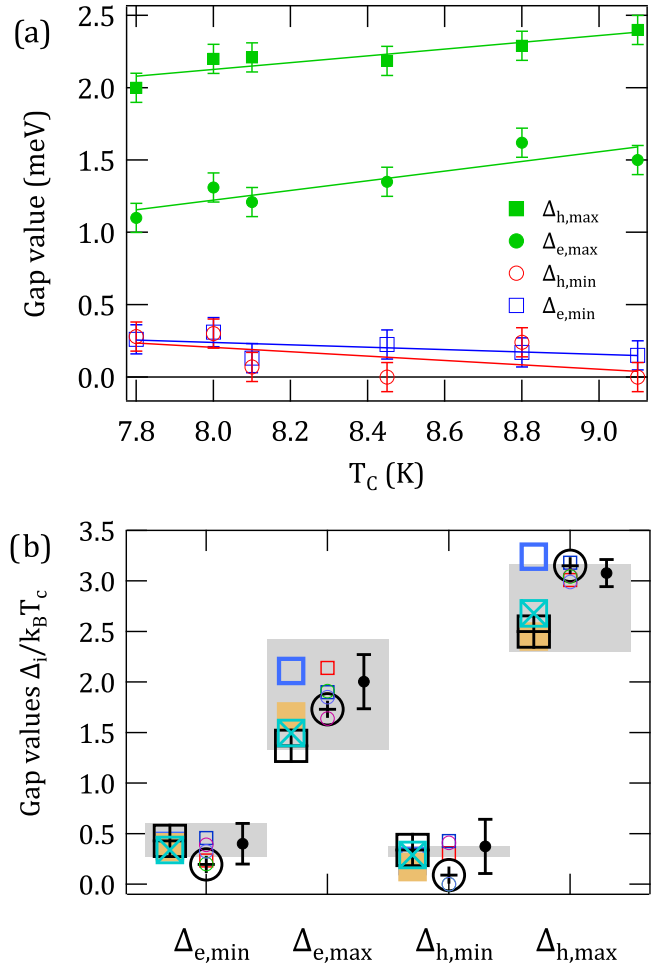 (a)
Gap value (meV)
2.5
2.0
1.5
1.0
0.5
0.0
Δh,max
Δe,max
Δh,min
Δe,min
7.8 8.0 8.2 8.4 8.6 8.8 9.0
TC (K)
(b)
Gap values Δi/kBTc
3.5
3.0
2.5
2.0
1.5
1.0
0.5
0.0
Δe,min Δe,max Δh,min Δh,max